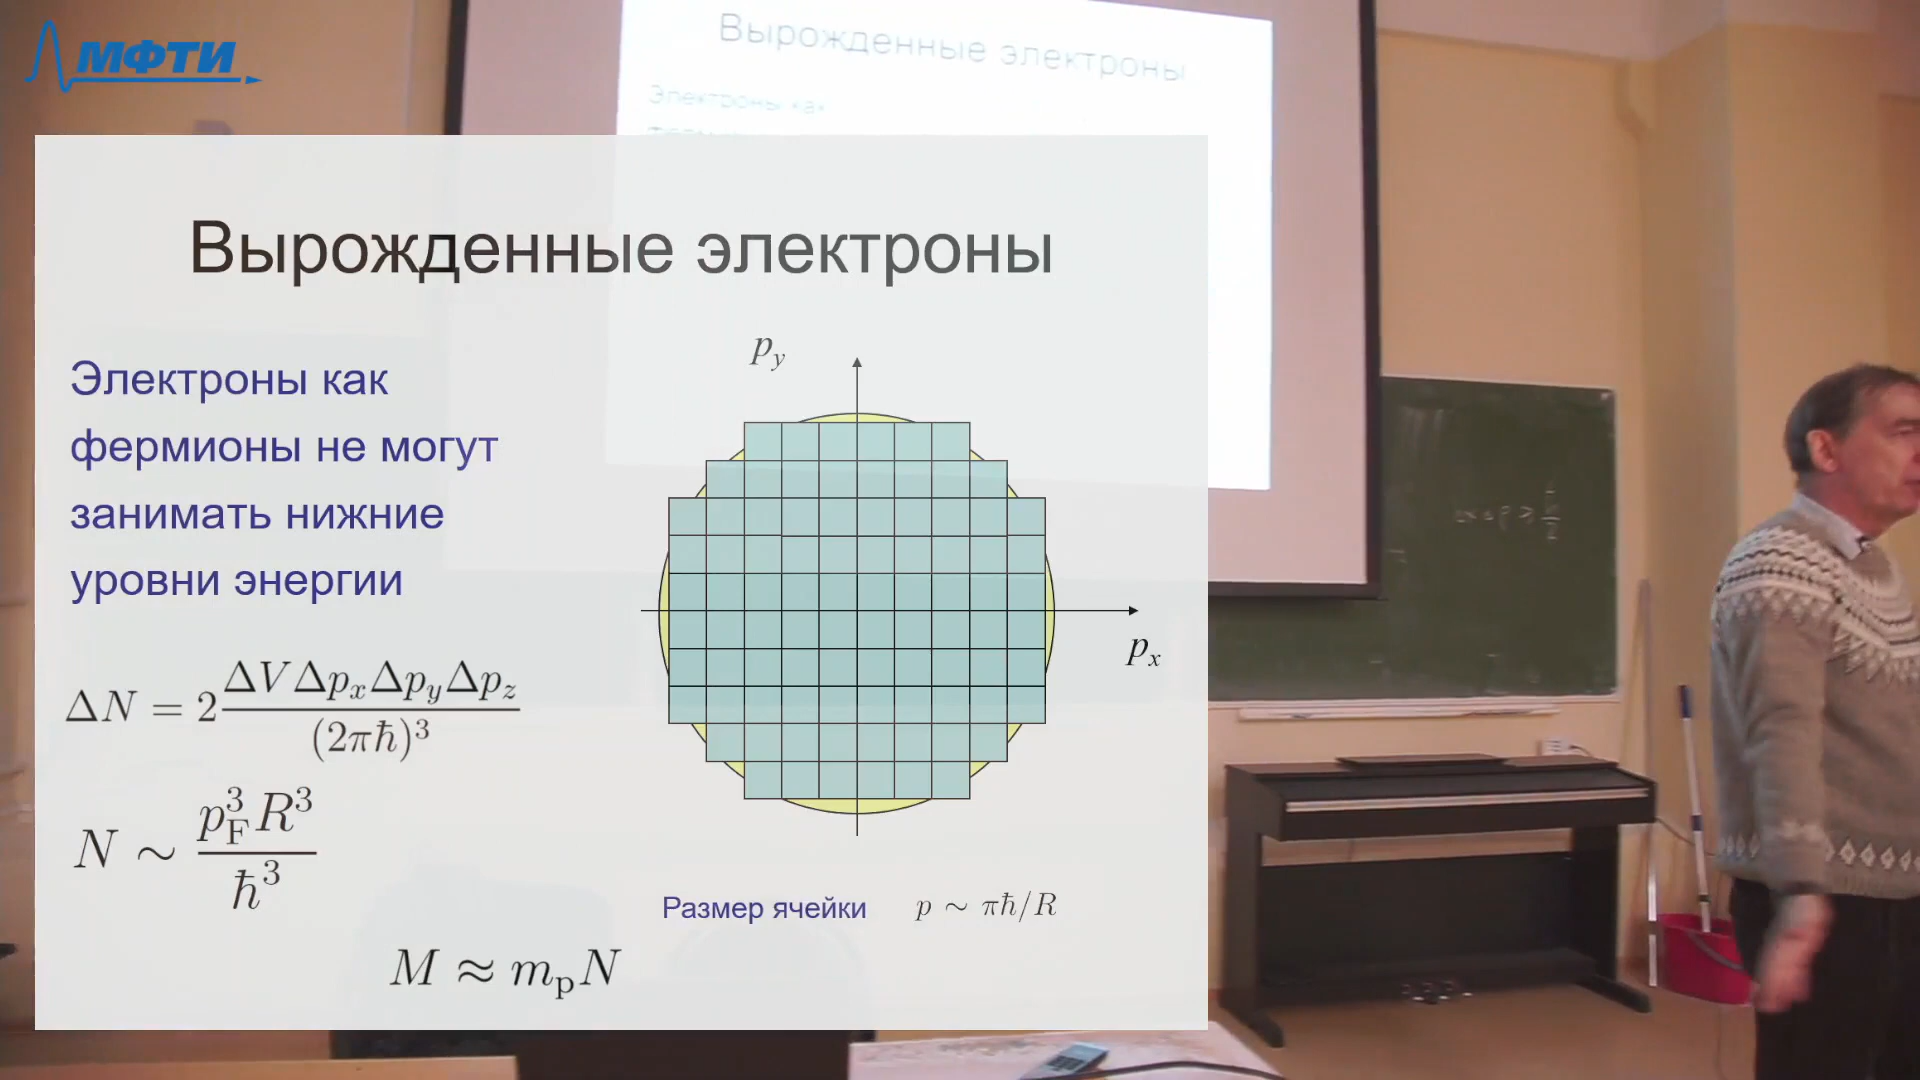 МФТИ
Вырожденные электроны
Электроны «а»
Вырожденные электроны
Электроны как
фермионы не могут
занимать нижние
уровни энергии
p_y
p_x
ΔN = 2 ΔVΔp_xΔp_yΔp_z / (2πħ)^3
N ∼ p_F^3 R^3 / ħ^3
Размер ячейки p ∼ πħ/R
M ≈ m_p N